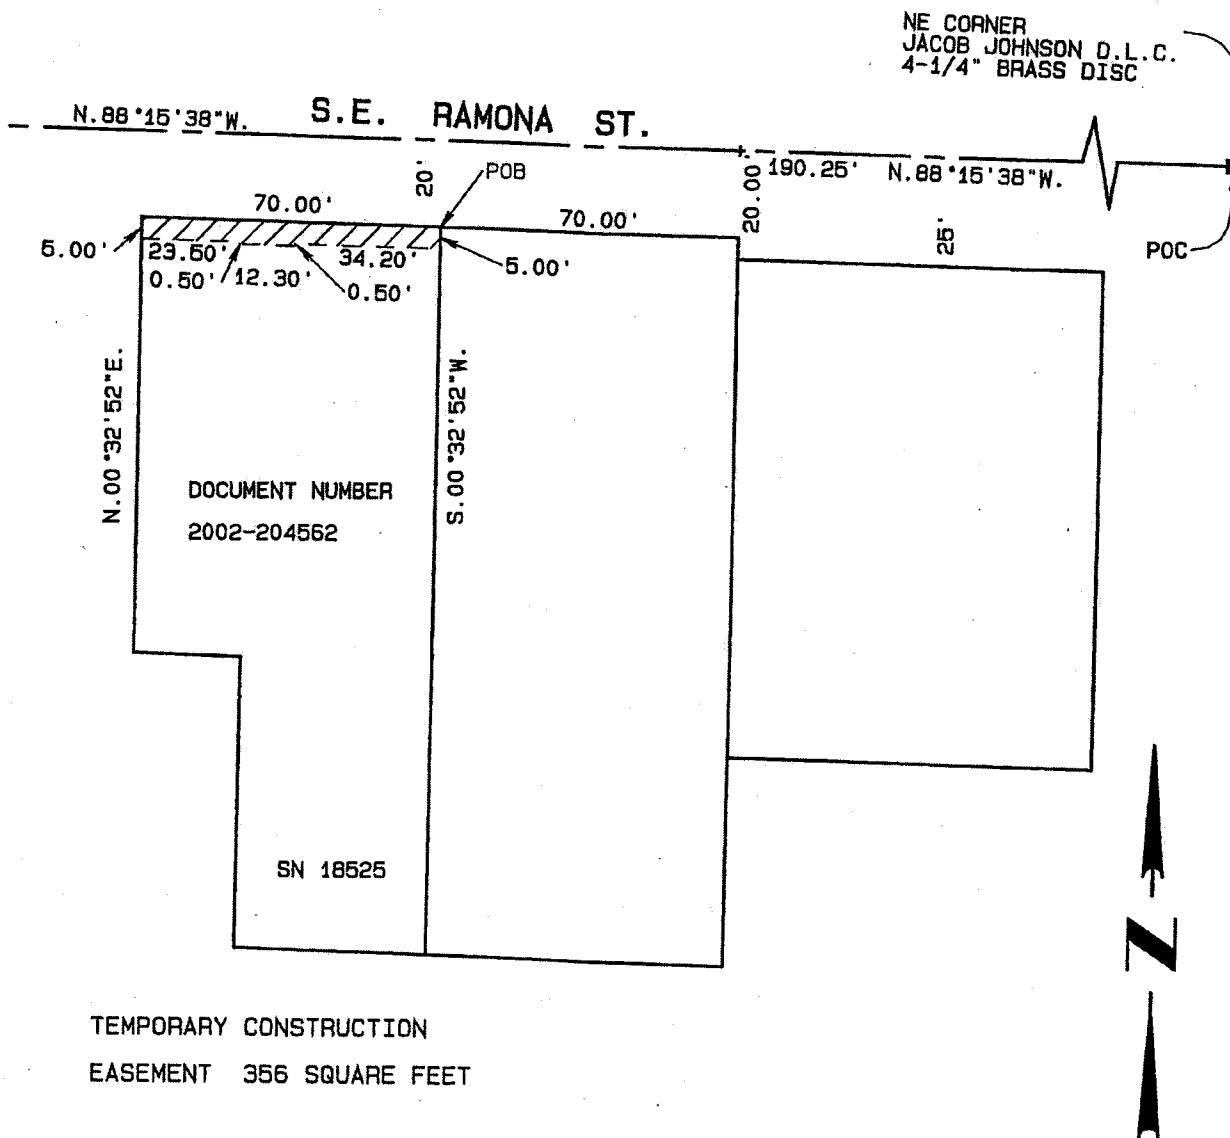 NE CORNER
JACOB JOHNSON D.L.C.
4-1/4" BRASS DISC
N.88°15'38"W.
S.E. RAMONA ST.
20'
POB
20.00'
190.25'
N.88°15'38"W.
70.00'
70.00'
25'
POC
5.00'
23.50'
34.20'
5.00'
0.50'
12.30'
0.50'
N.00°32'52"E.
S.00°32'52"W.
DOCUMENT NUMBER
2002-204562
SN 18525
Z
TEMPORARY CONSTRUCTION
EASEMENT 356 SQUARE FEET